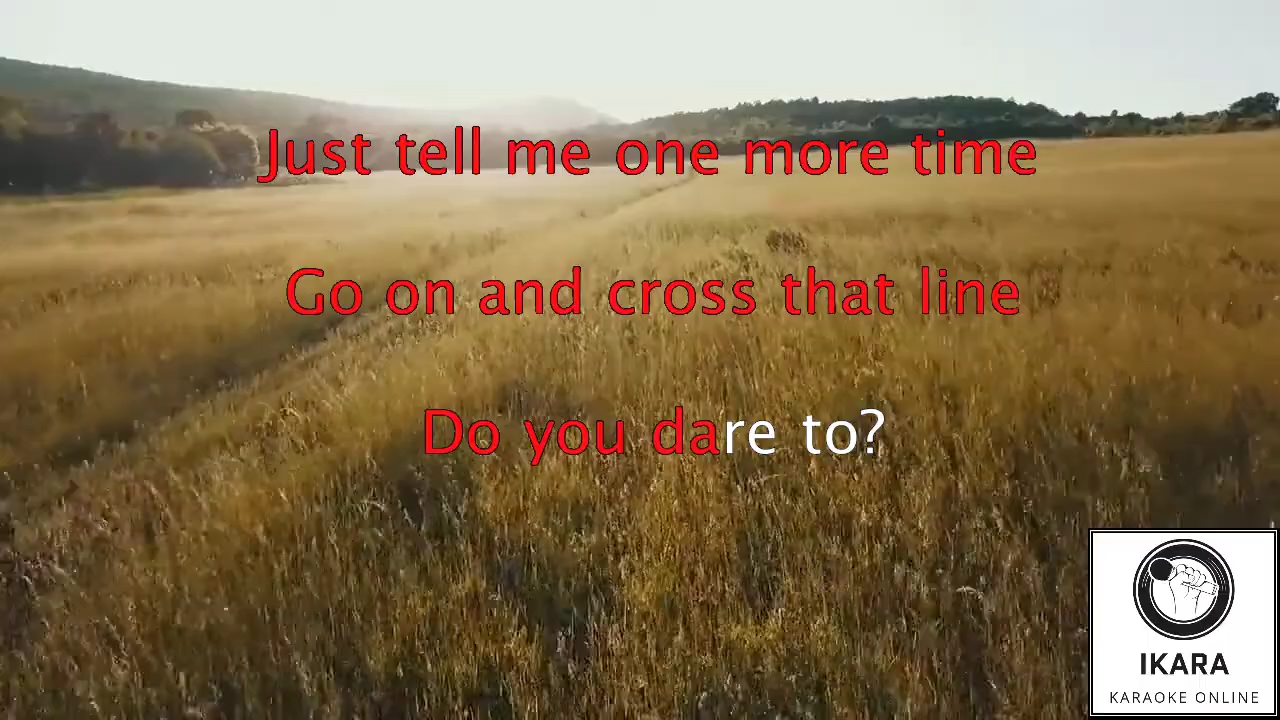 Just tell me one more time
Go on and cross that line
Do you dare to?
IKARA
KARAOKE ONLINE